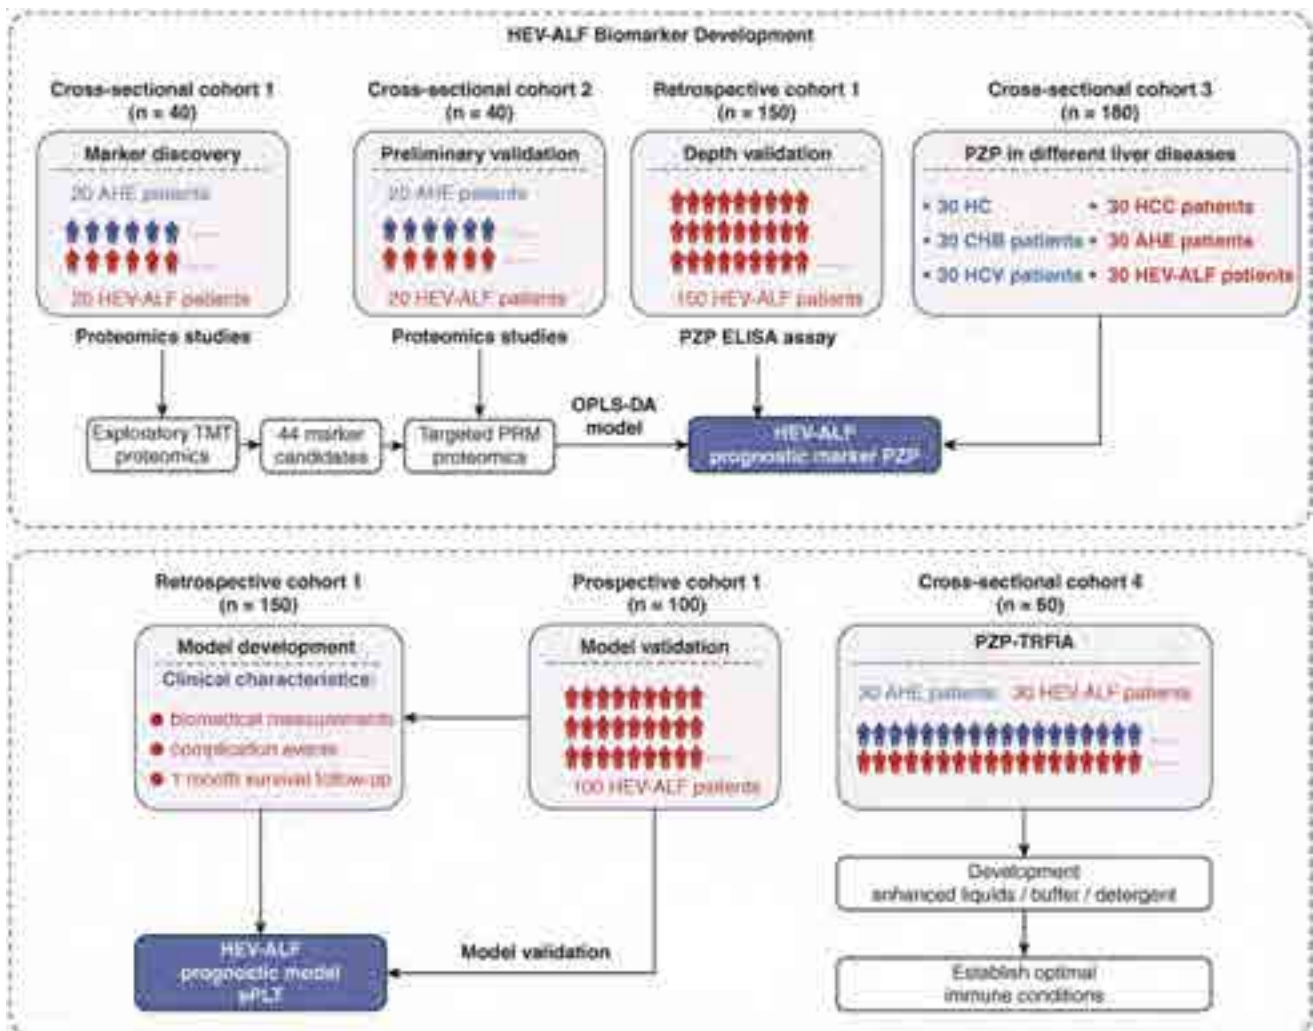 HEV-ALF Biomarker Development
Cross-sectional cohort 1
(n = 40)
Marker discovery
20 AHE patients
20 HEV-ALF patients
Proteomics studies
Cross-sectional cohort 2
(n = 40)
Preliminary validation
20 AHE patients
20 HEV-ALF patients
Proteomics studies
Retrospective cohort 1
(n = 150)
Depth validation
150 HEV-ALF patients
PZP ELISA assay
Cross-sectional cohort 3
(n = 180)
PZP in different liver diseases
• 30 HC
• 30 HCC patients
• 30 CHB patients
• 30 AHE patients
• 30 HCV patients
• 30 HEV-ALF patients
Exploratory TMT
proteomics
44 marker
candidates
Targeted PRM
proteomics
OPLS-DA
model
HEV-ALF
prognostic marker PZP
Retrospective cohort 1
(n = 150)
Model development
Clinical characteristics:
● biomedical measurements
● complication events
● 1 month survival follow-up
Prospective cohort 1
(n = 100)
Model validation
100 HEV-ALF patients
Cross-sectional cohort 4
(n = 60)
PZP-TRFIA
30 AHE patients
30 HEV-ALF patients
Development
enhanced liquids / buffer / detergent
Establish optimal
immune conditions
HEV-ALF
prognostic model
Model validation